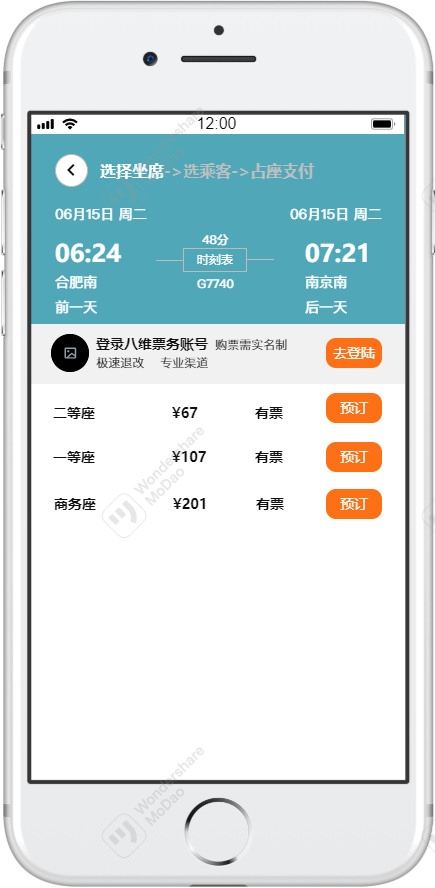 12:00
选择坐席->选乘客->占座支付
06月15日 周二 06月15日 周二
48分
06:24 时刻表 07:21
合肥南 G7740 南京南
前一天 后一天
登录八维票务账号 购票需实名制
去登陆
极速退改 专业渠道
二等座 ¥67 有票 预订
一等座 ¥107 有票 预订
商务座 ¥201 有票 预订
Wondershare
MoDao
Wondershare
MoDao
Wondershare
MoDao